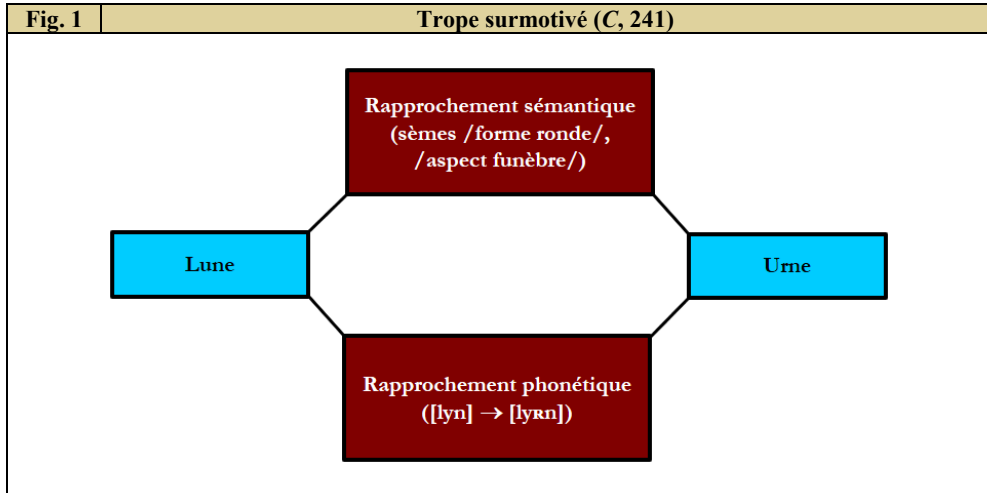 Fig. 1 Trope surmotivé (C, 241)
Rapprochement sémantique
(sèmes /forme ronde/,
/aspect funèbre/)
Lune
Urne
Rapprochement phonétique
([lyn] → [lyʀn])